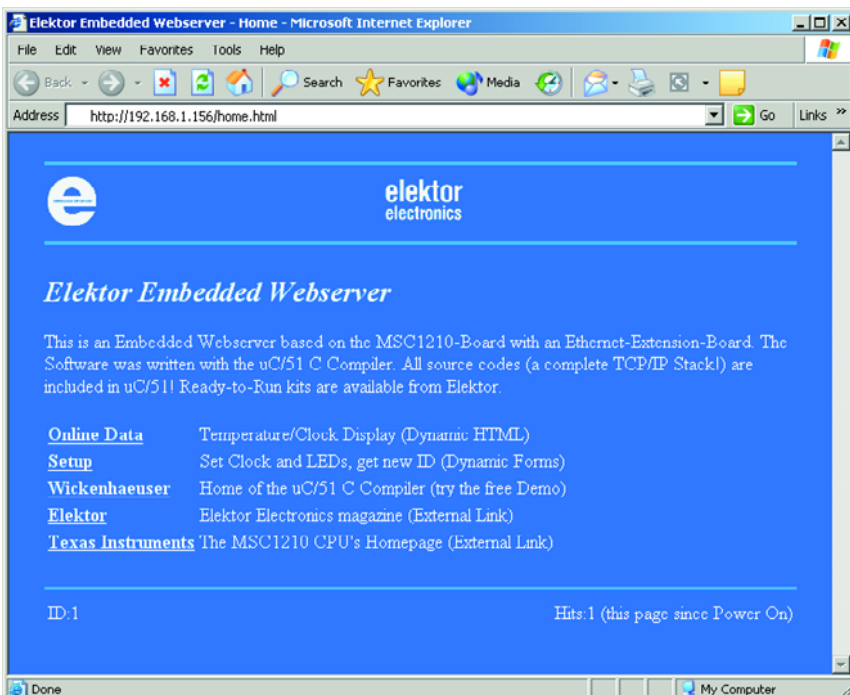 Elektor Embedded Webserver - Home - Microsoft Internet Explorer
File Edit View Favorites Tools Help
Back Search Favorites Media
Address http://192.168.1.156/home.html Go Links »
e elektor
electronics
Elektor Embedded Webserver
This is an Embedded Webserver based on the MSC1210-Board with an Ethernet-Extension-Board. The
Software was written with the uC/51 C Compiler. All source codes (a complete TCP/IP Stack!) are
included in uC/51! Ready-to-Run kits are available from Elektor.
Online Data Temperature/Clock Display (Dynamic HTML)
Setup Set Clock and LEDs, get new ID (Dynamic Forms)
Wickenhaeuser Home of the uC/51 C Compiler (try the free Demo)
Elektor Elektor Electronics magazine (External Link)
Texas Instruments The MSC1210 CPU's Homepage (External Link)
ID:1 Hits:1 (this page since Power On)
Done My Computer